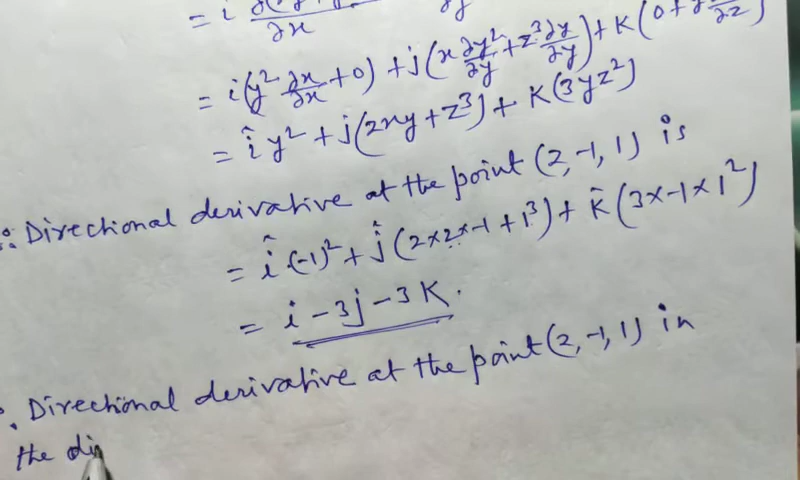 = i ∂x
= i(y² ∂x/∂x + 0) + j(x ∂y²/∂y + z³ ∂y/∂y) + K(0 +
= î y² + j(2xy + z³) + K(3yz²)
∴ Directional derivative at the point (2, -1, 1) is
= î (-1)² + ĵ (2×2×-1 + 1³) + k̂ (3×-1×1²)
= i - 3j - 3K.
∴ Directional derivative at the point (2, -1, 1) in
the di